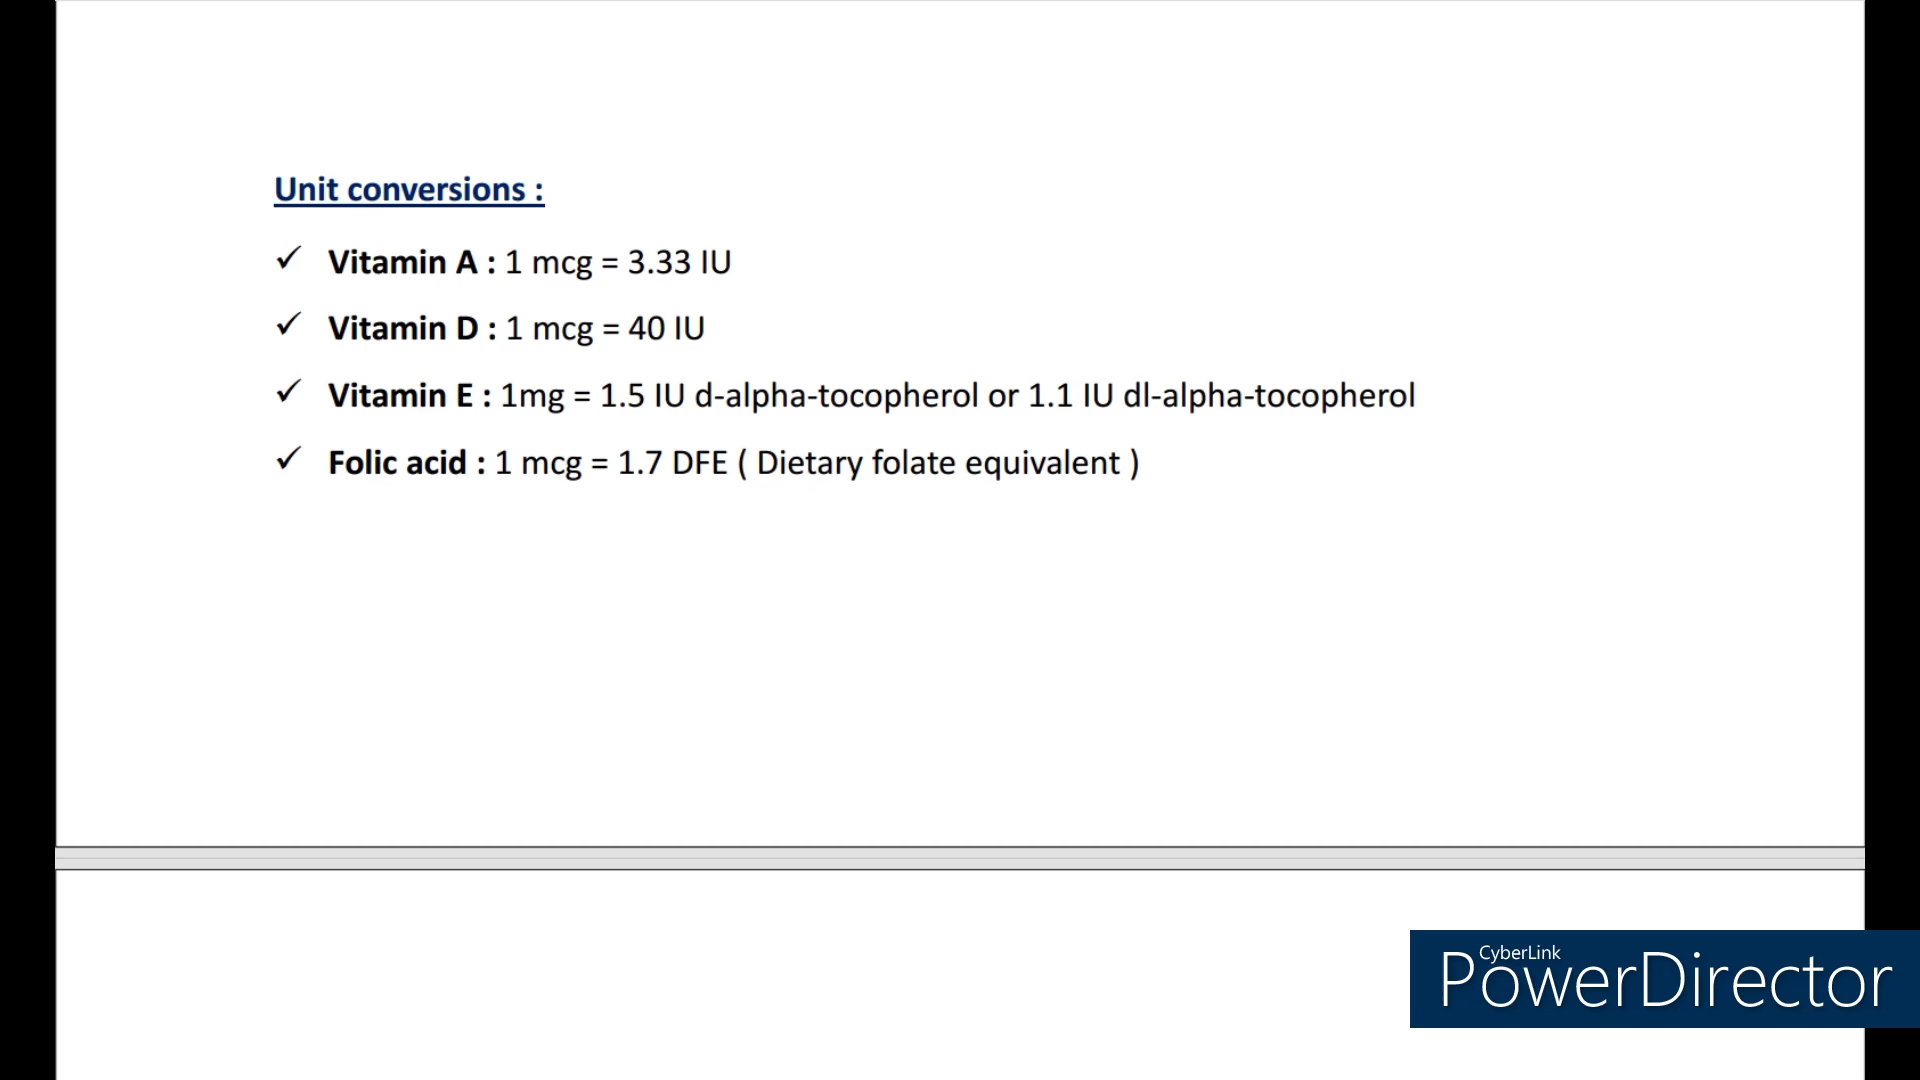 Unit conversions :
✓ Vitamin A : 1 mcg = 3.33 IU
✓ Vitamin D : 1 mcg = 40 IU
✓ Vitamin E : 1mg = 1.5 IU d-alpha-tocopherol or 1.1 IU dl-alpha-tocopherol
✓ Folic acid : 1 mcg = 1.7 DFE ( Dietary folate equivalent )
CyberLink
PowerDirector